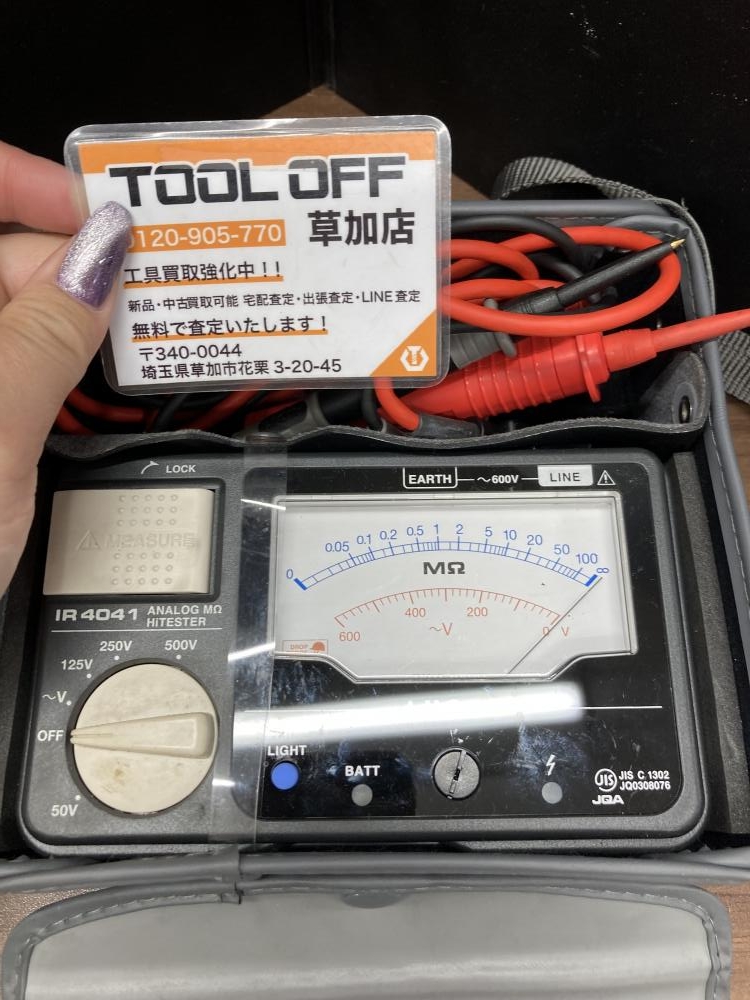 TOOL OFF
0120-905-770 草加店
工具買取強化中!!
新品・中古買取可能 宅配査定・出張査定・LINE査定
無料で査定いたします!
〒340-0044
埼玉県草加市花栗 3-20-45
LOCK
EARTH ～600V LINE
MEASURE
0 0.05 0.1 0.2 0.5 1 2 5 10 20 50 100 ∞
MΩ
600 400 200 0 V
～V
DROP
IR4041 ANALOG MΩ
HITESTER
250V 500V
125V
～V
OFF
50V
LIGHT
BATT
JIS JIS C 1302
JQA JQ0308076